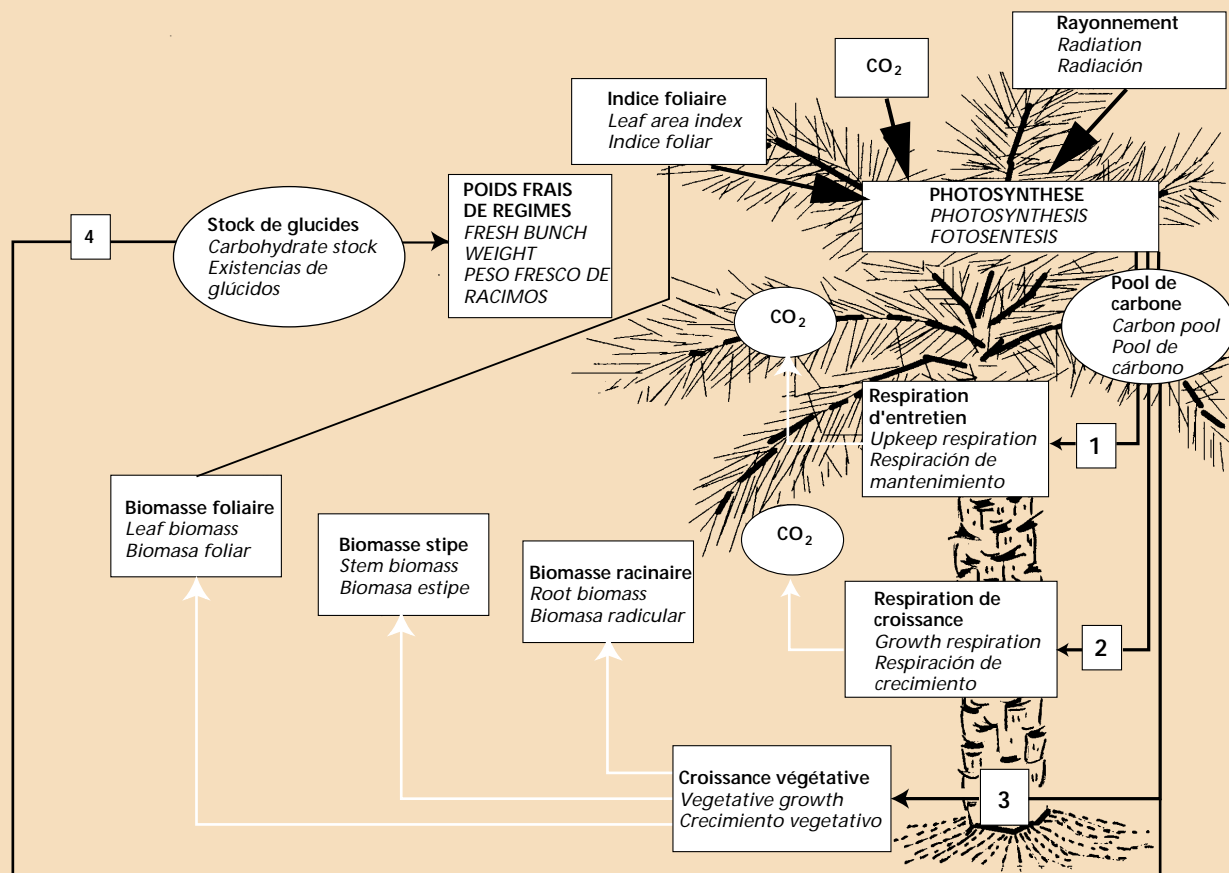 Rayonnement
Radiation
Radiación
CO2
Indice foliaire
Leaf area index
Indice foliar
PHOTOSYNTHESE
PHOTOSYNTHESIS
FOTOSENTESIS
POIDS FRAIS
DE REGIMES
FRESH BUNCH
WEIGHT
PESO FRESCO DE
RACIMOS
4
Stock de glucides
Carbohydrate stock
Existencias de
glúcidos
Pool de
carbone
Carbon pool
Pool de
cárbono
CO2
Respiration
d'entretien
Upkeep respiration
Respiración de
mantenimiento
1
Biomasse foliaire
Leaf biomass
Biomasa foliar
Biomasse stipe
Stem biomass
Biomasa estipe
CO2
Biomasse racinaire
Root biomass
Biomasa radicular
Respiration de
croissance
Growth respiration
Respiración de
crecimiento
2
Croissance végétative
Vegetative growth
Crecimiento vegetativo
3